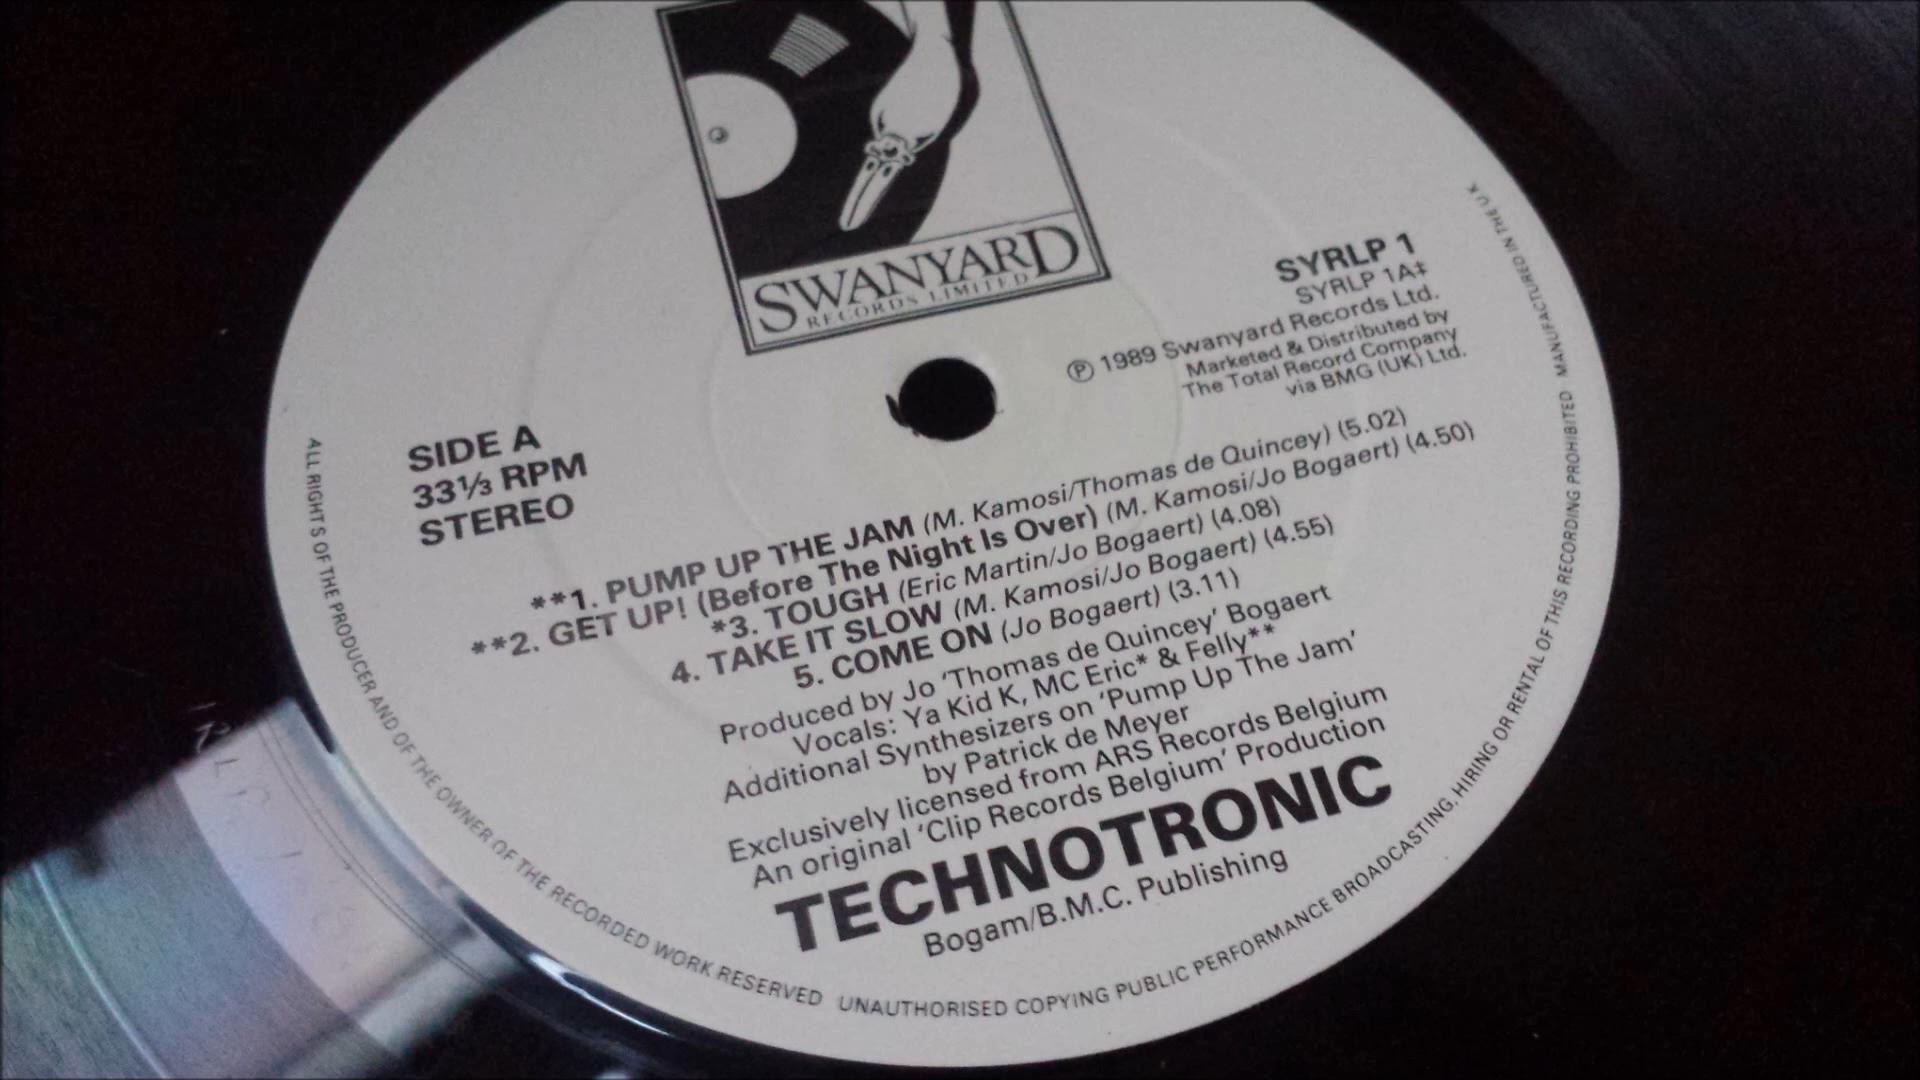 SWANYARD
RECORDS LIMITED
SYRLP 1
SYRLP 1A‡
Ⓟ 1989 Swanyard Records Ltd.
Marketed & Distributed by
The Total Record Company
via BMG (UK) Ltd.
SIDE A
33⅓ RPM
STEREO
**1. PUMP UP THE JAM (M. Kamosi/Thomas de Quincey) (5.02)
**2. GET UP! (Before The Night Is Over) (M. Kamosi/Jo Bogaert) (4.50)
*3. TOUGH (Eric Martin/Jo Bogaert) (4.08)
4. TAKE IT SLOW (M. Kamosi/Jo Bogaert) (4.55)
5. COME ON (Jo Bogaert) (3.11)
Produced by Jo 'Thomas de Quincey' Bogaert
Vocals: Ya Kid K, MC Eric* & Felly**
Additional Synthesizers on 'Pump Up The Jam'
by Patrick de Meyer
Exclusively licensed from ARS Records Belgium
An original 'Clip Records Belgium' Production
TECHNOTRONIC
Bogam/B.M.C. Publishing
ALL RIGHTS OF THE PRODUCER AND OF THE OWNER OF THE RECORDED WORK RESERVED UNAUTHORISED COPYING PUBLIC PERFORMANCE BROADCASTING, HIRING OR RENTAL OF THIS RECORDING PROHIBITED MANUFACTURED IN THE U.K